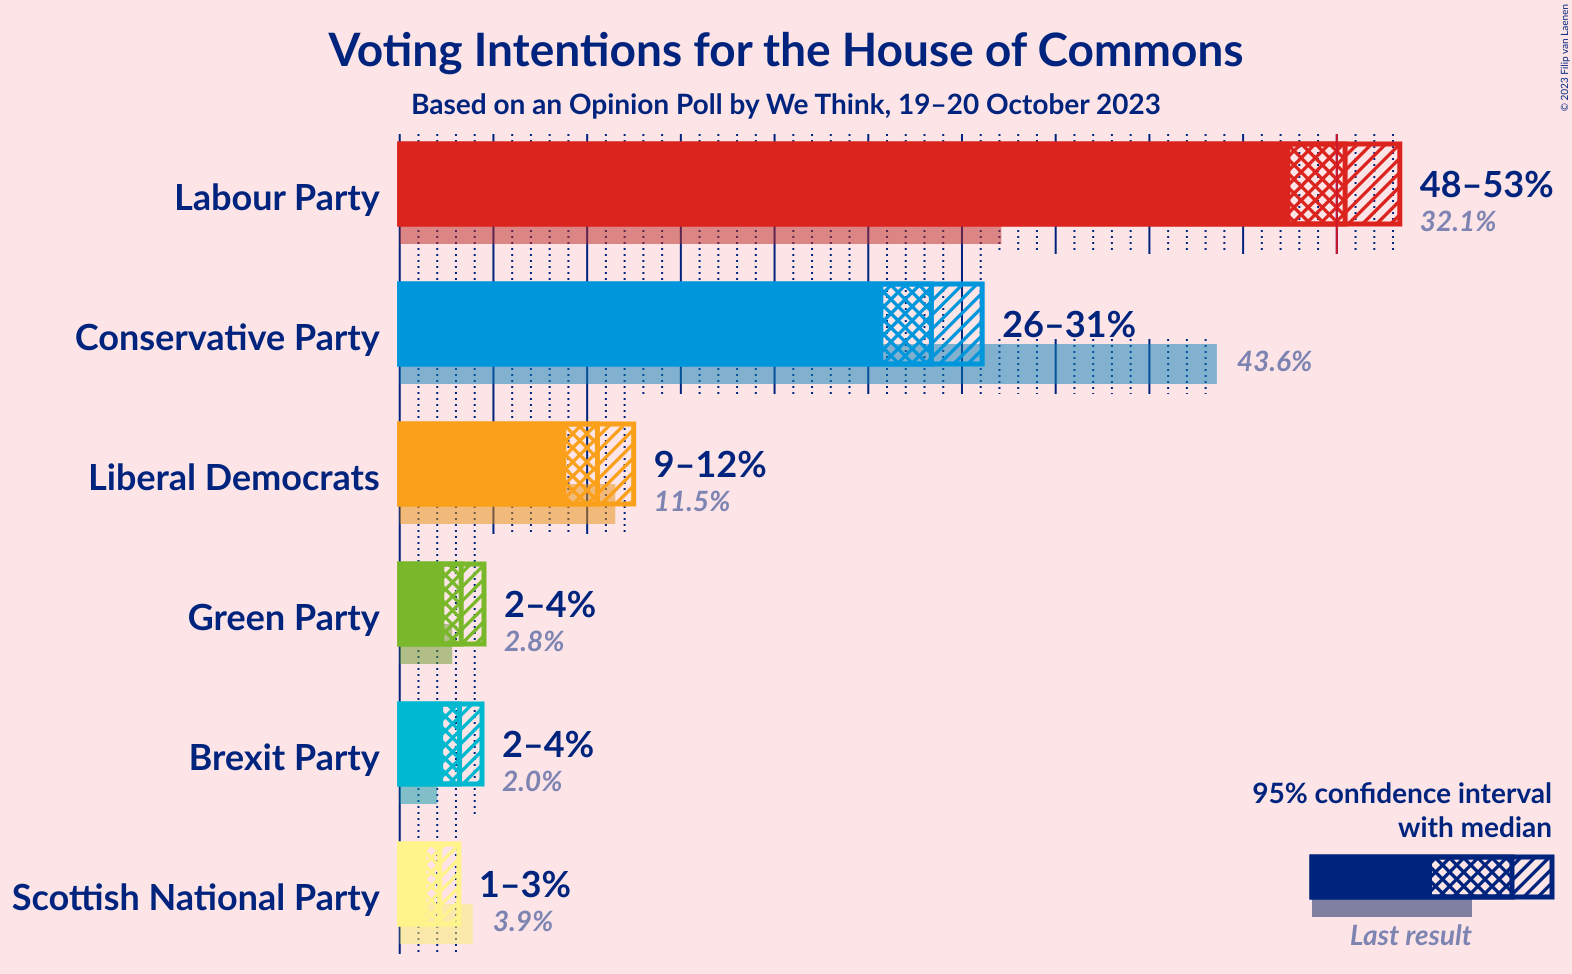 Voting Intentions for the House of Commons
Based on an Opinion Poll by We Think, 19–20 October 2023
© 2023 Filip van Laenen
Labour Party
48–53%
32.1%
Conservative Party
26–31%
43.6%
Liberal Democrats
9–12%
11.5%
Green Party
2–4%
2.8%
Brexit Party
2–4%
2.0%
Scottish National Party
1–3%
3.9%
95% confidence interval
with median
Last result